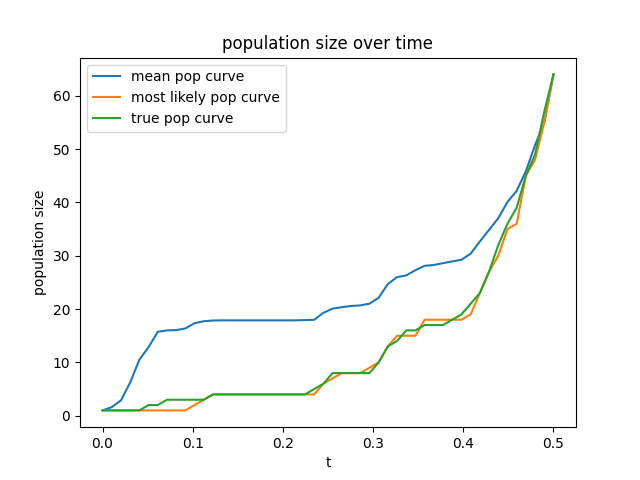 population size over time
mean pop curve
most likely pop curve
true pop curve
population size
60
50
40
30
20
10
0
0.0 0.1 0.2 0.3 0.4 0.5
t